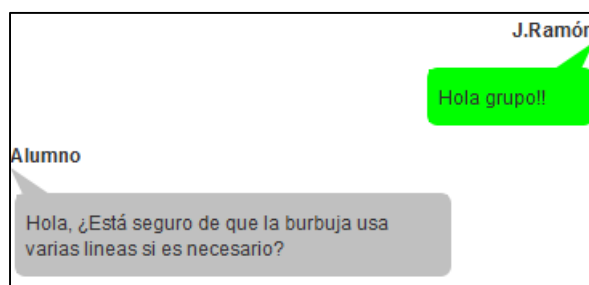 J.Ramón
Hola grupo!!
Alumno
Hola, ¿Está seguro de que la burbuja usa
varias lineas si es necesario?